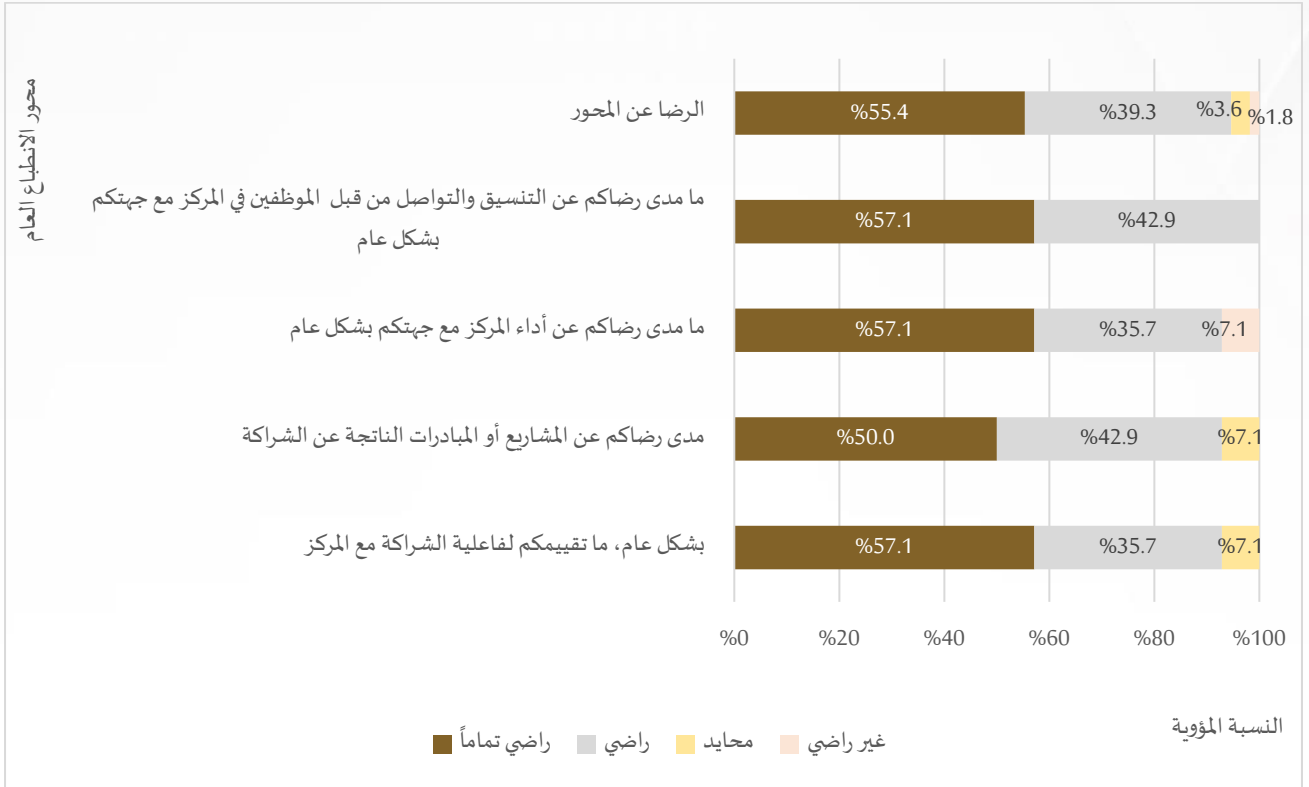 محور الانطباع العام
الرضا عن المحور
%55.4 %39.3 %3.6 %1.8
ما مدى رضاكم عن التنسيق والتواصل من قبل الموظفين في المركز مع جهتكم
بشكل عام
%57.1 %42.9
ما مدى رضاكم عن أداء المركز مع جهتكم بشكل عام
%57.1 %35.7 %7.1
مدى رضاكم عن المشاريع أو المبادرات الناتجة عن الشراكة
%50.0 %42.9 %7.1
بشكل عام، ما تقييمكم لفاعلية الشراكة مع المركز
%57.1 %35.7 %7.1
%0 %20 %40 %60 %80 %100
النسبة المؤوية
راضي تماماً راضي محايد غير راضي